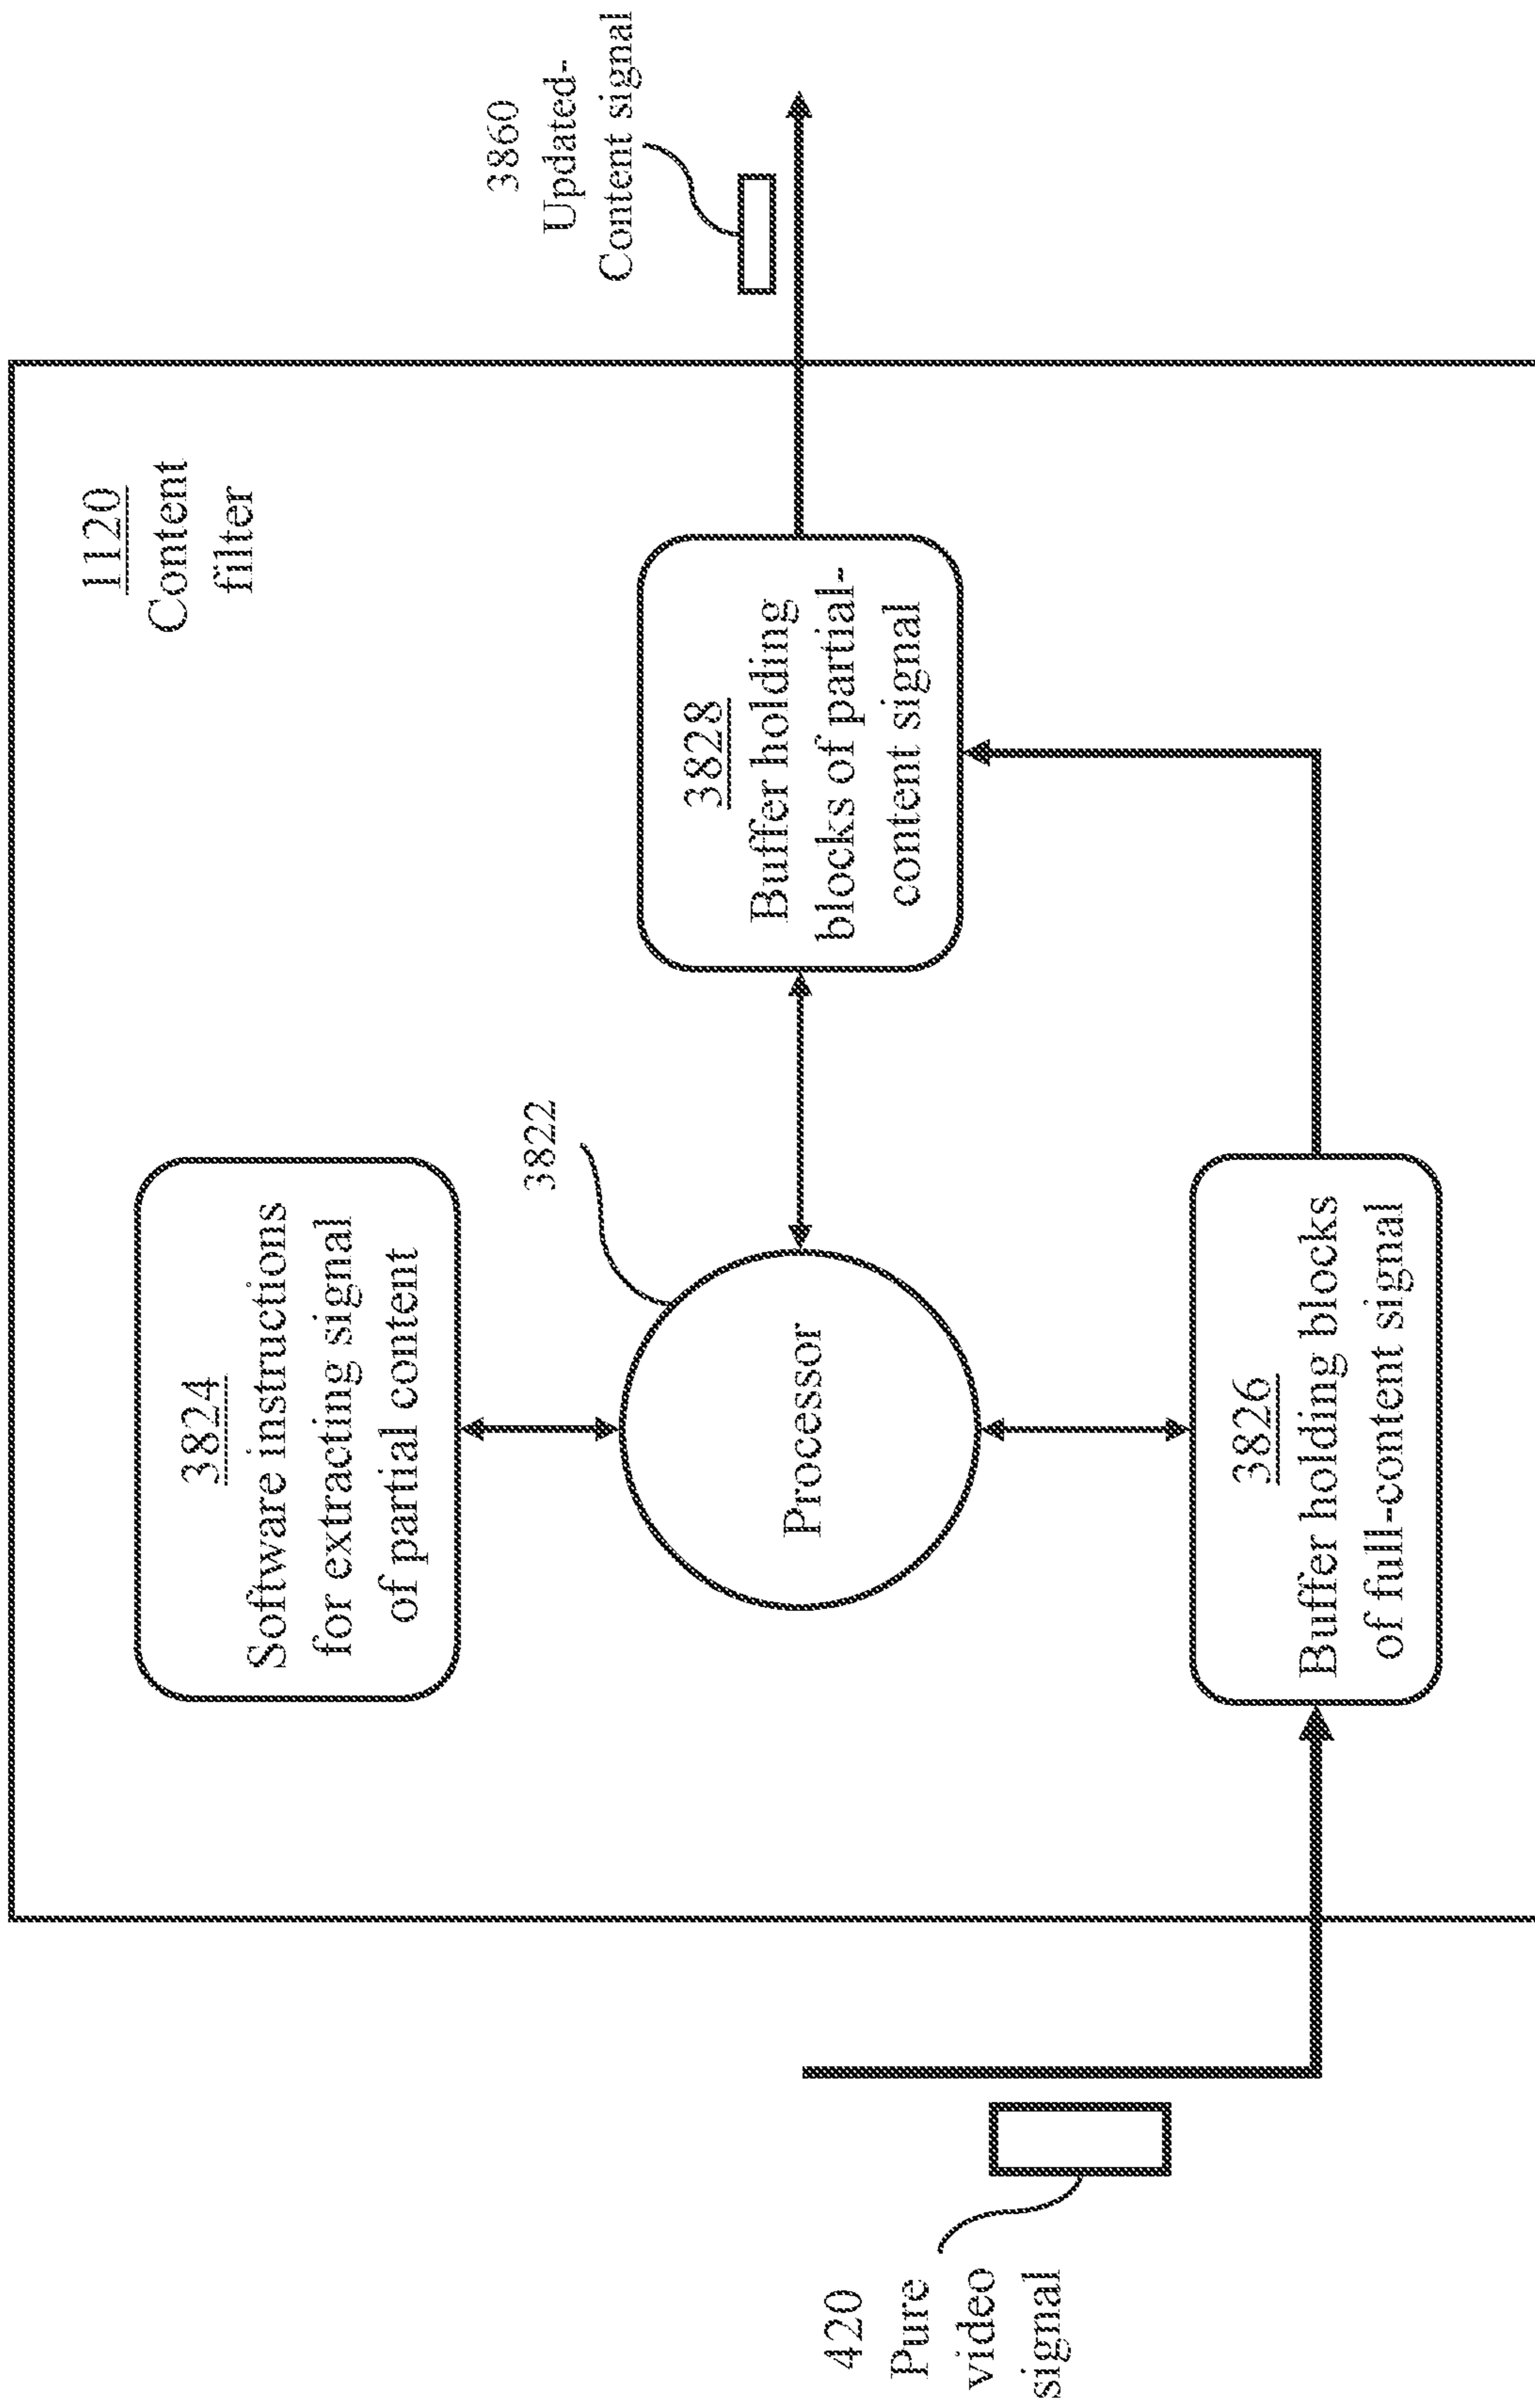 1120
Content
filter
3824
Software instructions
for extracting signal
of partial content
3822
Processor
3860
Updated-
Content signal
3828
Buffer holding
blocks of partial-
content signal
420
Pure
video
signal
3826
Buffer holding blocks
of full-content signal